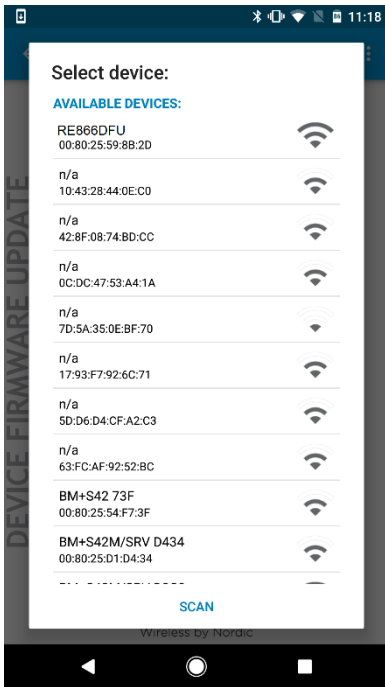 11:18
Select device:
AVAILABLE DEVICES:
RE866DFU
00:80:25:59:8B:2D
n/a
10:43:28:44:0E:C0
n/a
42:8F:08:74:BD:CC
n/a
0C:DC:47:53:A4:1A
n/a
7D:5A:35:0E:BF:70
n/a
17:93:F7:92:6C:71
n/a
5D:D6:D4:CF:A2:C3
n/a
63:FC:AF:92:52:BC
BM+S42 73F
00:80:25:54:F7:3F
BM+S42M/SRV D434
00:80:25:D1:D4:34
SCAN
DEVICE FIRMWARE UPDATE
Wireless by Nordic